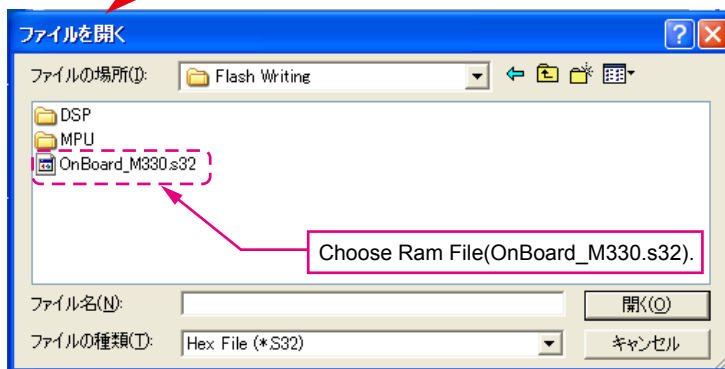 ファイルを開く
ファイルの場所(I):
Flash Writing
DSP
MPU
OnBoard_M330.s32
Choose Ram File(OnBoard_M330.s32).
ファイル名(N):
開く(O)
ファイルの種類(T):
Hex File (*.S32)
キャンセル